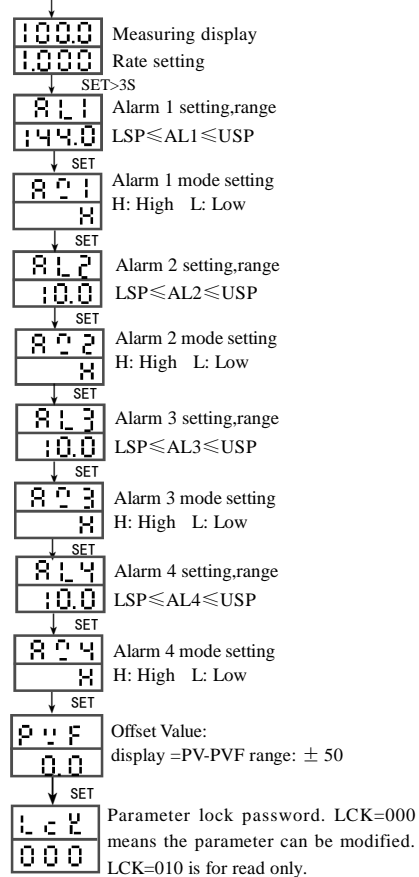 100.0 Measuring display
1.000 Rate setting
SET>3S
AL1 Alarm 1 setting,range
144.0 LSP≤AL1≤USP
SET
Alarm 1 mode setting
H H: High L: Low
SET
AL2 Alarm 2 setting,range
10.0 LSP≤AL2≤USP
SET
Alarm 2 mode setting
H H: High L: Low
SET
AL3 Alarm 3 setting,range
10.0 LSP≤AL3≤USP
SET
Alarm 3 mode setting
H H: High L: Low
SET
AL4 Alarm 4 setting,range
10.0 LSP≤AL4≤USP
SET
Alarm 4 mode setting
H H: High L: Low
SET
Offset Value:
0.0 display =PV-PVF range: ± 50
SET
LcK Parameter lock password. LCK=000
means the parameter can be modified.
000 LCK=010 is for read only.